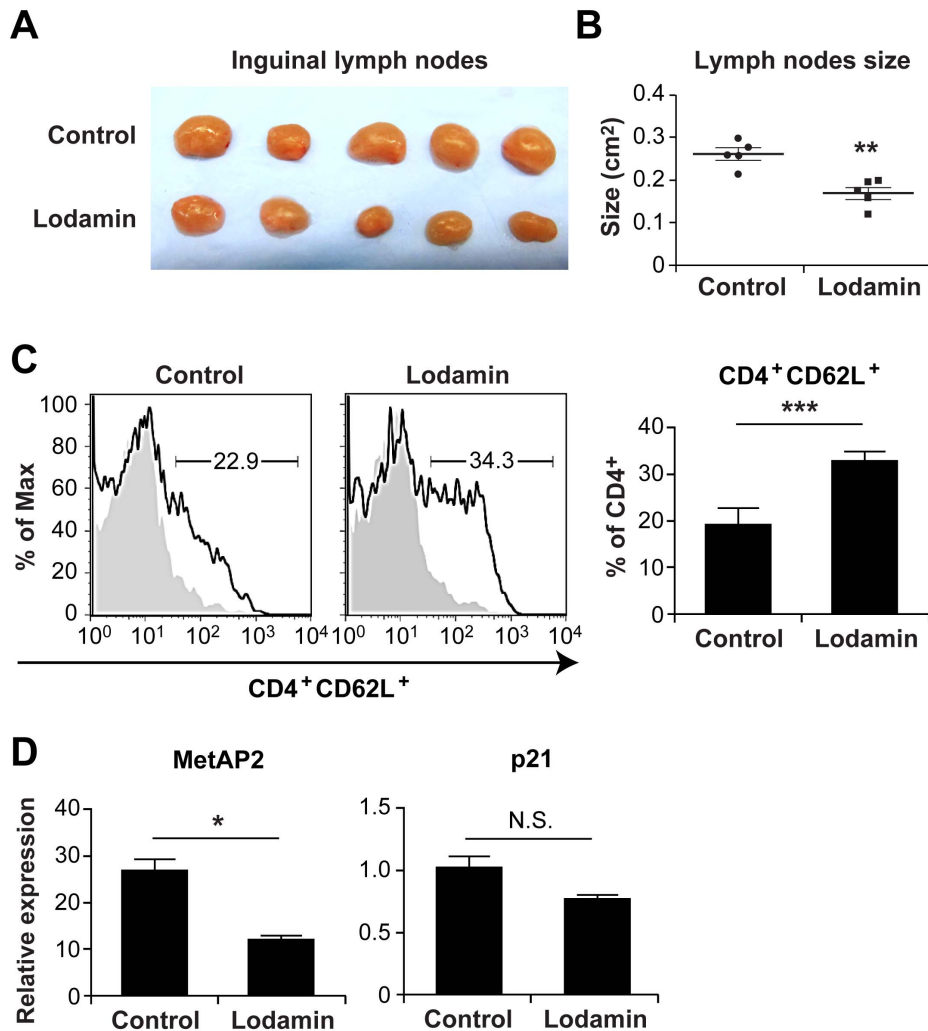 A
Inguinal lymph nodes
Control
Lodamin
B
Lymph nodes size
Size (cm²)
0.4
0.3
0.2
0.1
0
**
Control Lodamin
C
Control
Lodamin
% of Max
100
80
60
40
20
0
22.9
34.3
10⁰ 10¹ 10² 10³ 10⁴
10⁰ 10¹ 10² 10³ 10⁴
CD4⁺CD62L⁺
CD4⁺CD62L⁺
***
% of CD4⁺
40
30
20
10
0
Control Lodamin
D
MetAP2
Relative expression
40
30
20
10
0
*
Control Lodamin
p21
1.5
1.0
0.5
0
N.S.
Control Lodamin